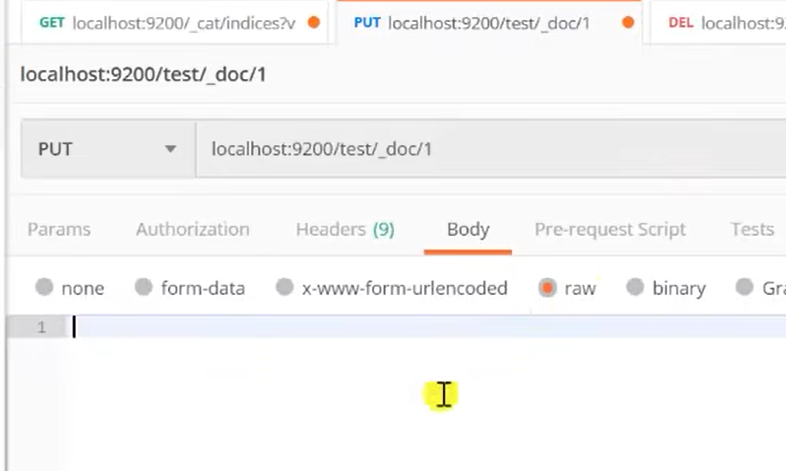 GET localhost:9200/_cat/indices?v PUT localhost:9200/test/_doc/1 DEL localhost:9
localhost:9200/test/_doc/1
PUT localhost:9200/test/_doc/1
Params Authorization Headers (9) Body Pre-request Script Tests
none form-data x-www-form-urlencoded raw binary Gra
1